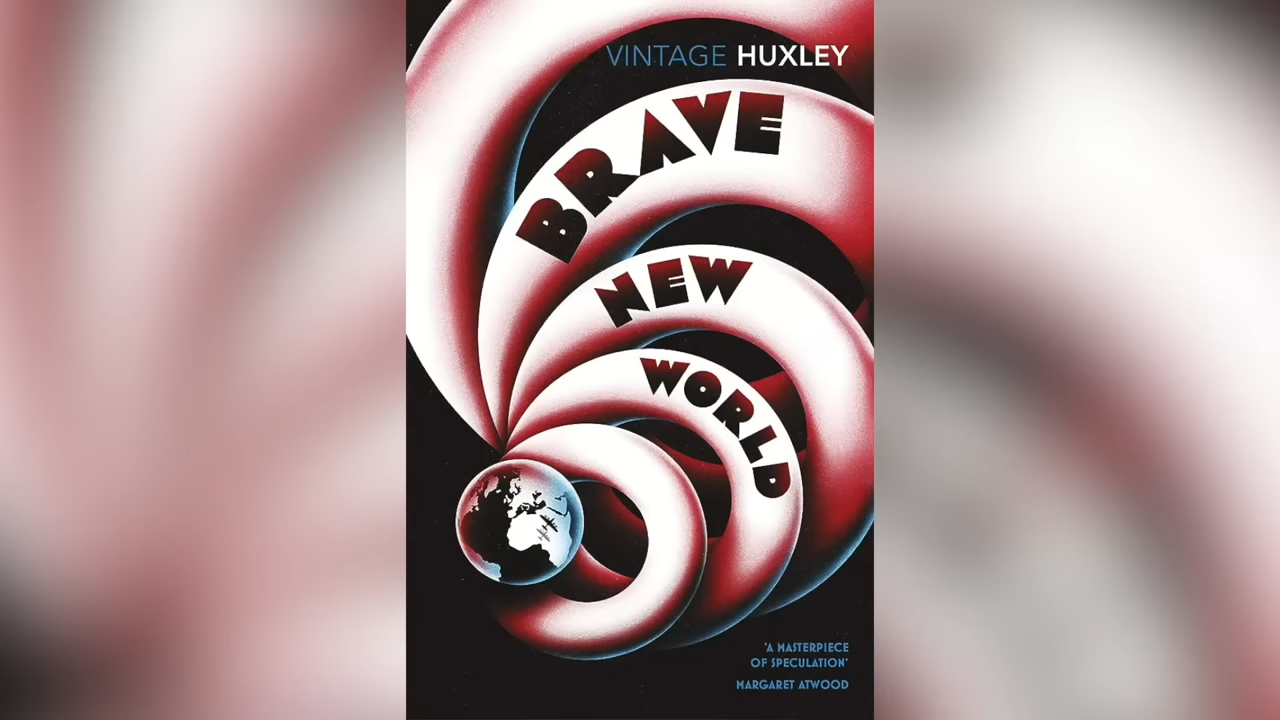 VINTAGE HUXLEY
BRAVE
NEW
WORLD
'A MASTERPIECE
OF SPECULATION'
MARGARET ATWOOD